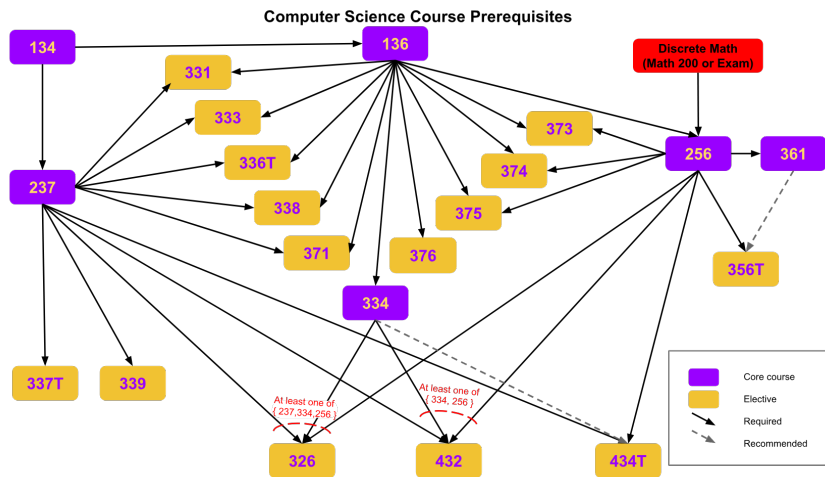 Computer Science Course Prerequisites
134
136
Discrete Math
(Math 200 or Exam)
331
333
373
336T
374
256
361
237
338
375
371
376
356T
334
337T
339
At least one of
{ 237,334,256 }
At least one of
{ 334, 256 }
Core course
Elective
Required
Recommended
326
432
434T